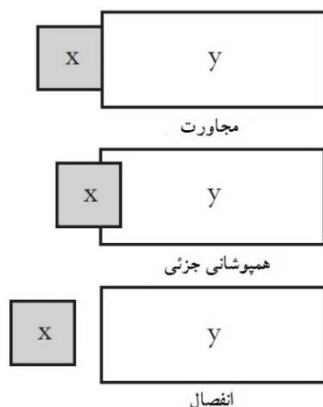 x y
مجاورت
x y
همپوشانی جزئی
x y
انفصال